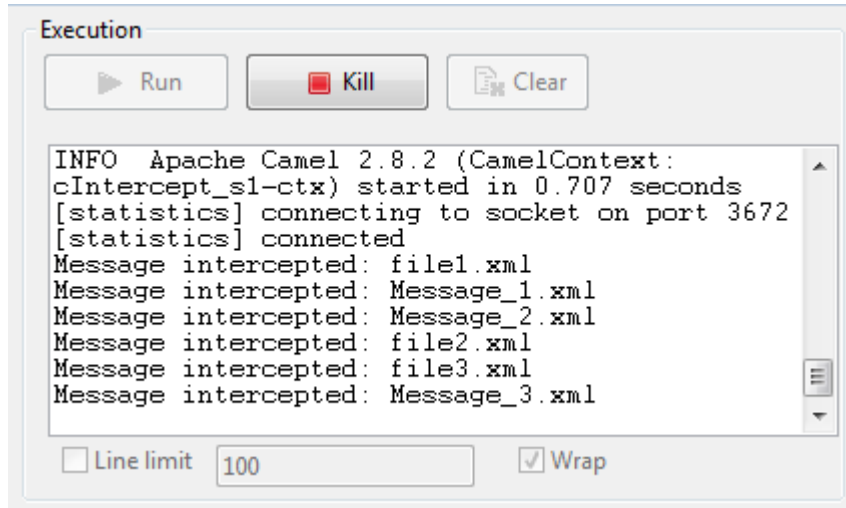 Execution
Run
Kill
Clear
INFO  Apache Camel 2.8.2 (CamelContext:
cIntercept_s1-ctx) started in 0.707 seconds
[statistics] connecting to socket on port 3672
[statistics] connected
Message intercepted: file1.xml
Message intercepted: Message_1.xml
Message intercepted: Message_2.xml
Message intercepted: file2.xml
Message intercepted: file3.xml
Message intercepted: Message_3.xml
Line limit 100 Wrap